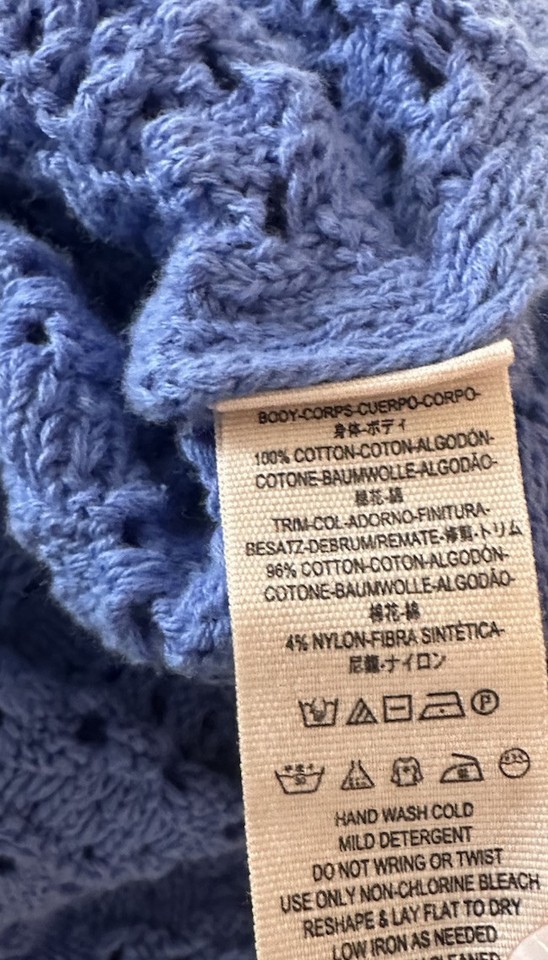 BODY-CORPS-CUERPO-CORPO-
身体-ボディ
100% COTTON-COTON-ALGODÓN-
COTONE-BAUMWOLLE-ALGODÃO-
棉花-綿
TRIM-COL-ADORNO-FINITURA-
BESATZ-DEBRUM/REMATE-修剪-トリム
96% COTTON-COTON-ALGODÓN-
COTONE-BAUMWOLLE-ALGODÃO-
棉花-綿
4% NYLON-FIBRA SINTÉTICA-
尼龍-ナイロン
P
HAND WASH COLD
MILD DETERGENT
DO NOT WRING OR TWIST
USE ONLY NON-CHLORINE BLEACH
RESHAPE & LAY FLAT TO DRY
LOW IRON AS NEEDED
CLEANED